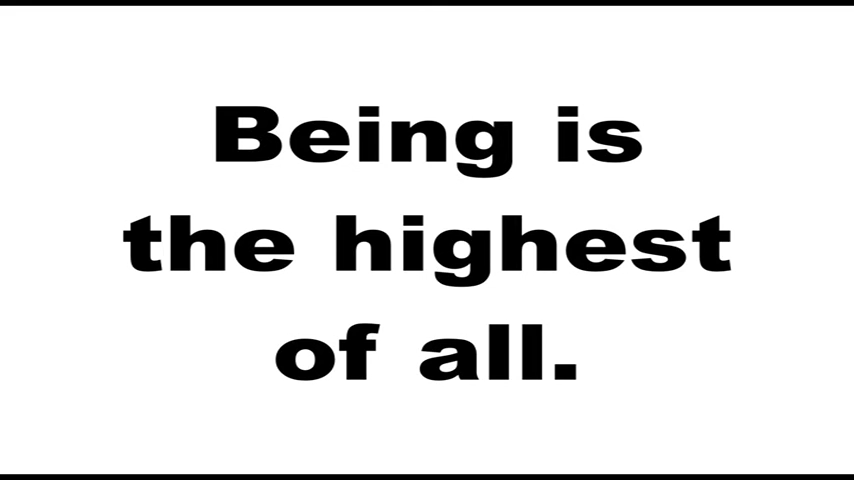 Being is
the highest
of all.